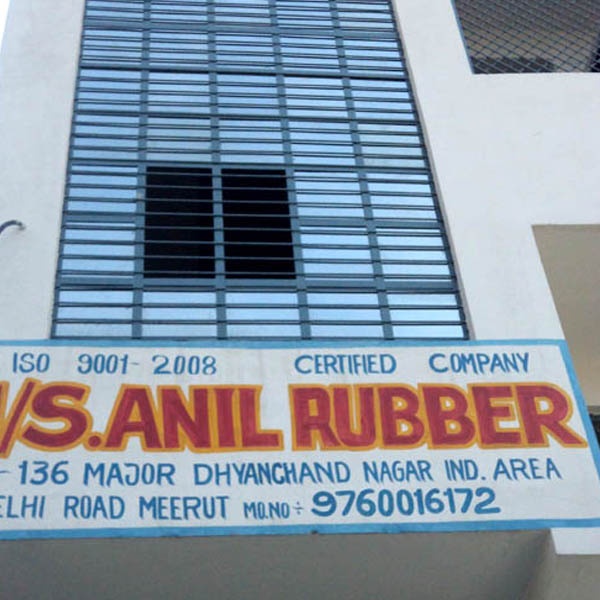 ISO 9001-2008 CERTIFIED COMPANY
/S. ANIL RUBBER
- 136 MAJOR DHYANCHAND NAGAR IND. AREA
ELHI ROAD MEERUT MO.NO÷ 9760016172